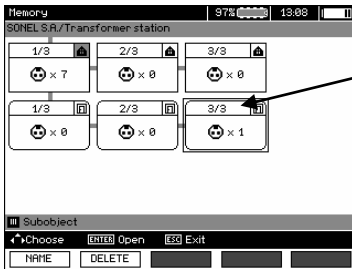 Memory 97% 13:08
SONEL S.A./Transformer station
1/3 2/3 3/3
× 7 × 0 × 0
1/3 2/3 3/3
× 0 × 0 × 1
Subobject
Choose ENTER Open ESC Exit
NAME DELETE